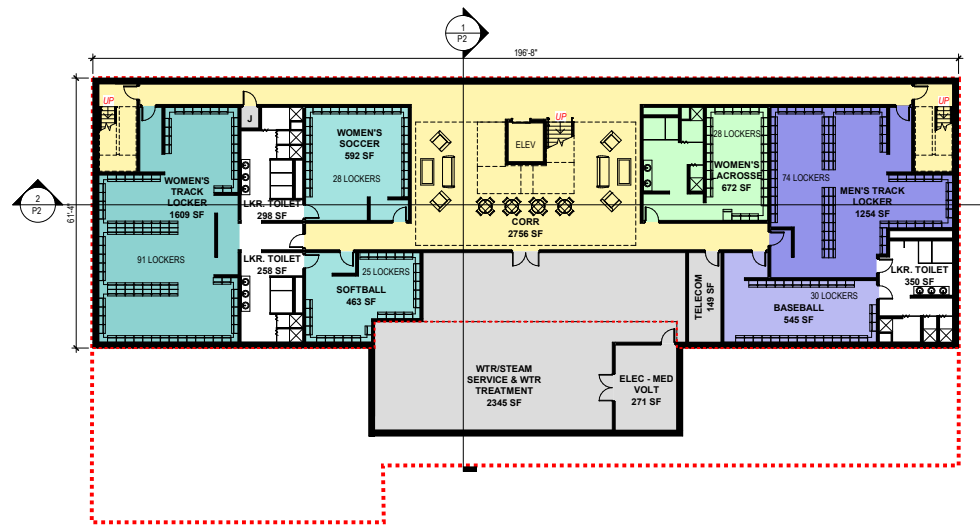 1
P2
196'-8"
61'-4"
2
P2
UP
J
WOMEN'S
SOCCER
592 SF
28 LOCKERS
ELEV
UP
28 LOCKERS
WOMEN'S
LACROSSE
672 SF
UP
74 LOCKERS
MEN'S TRACK
LOCKER
1254 SF
WOMEN'S
TRACK
LOCKER
1609 SF
LKR. TOILET
298 SF
CORR
2756 SF
91 LOCKERS
LKR. TOILET
258 SF
25 LOCKERS
SOFTBALL
463 SF
TELECOM
149 SF
30 LOCKERS
BASEBALL
545 SF
LKR. TOILET
350 SF
WTR/STEAM
SERVICE & WTR
TREATMENT
2345 SF
ELEC - MED
VOLT
271 SF